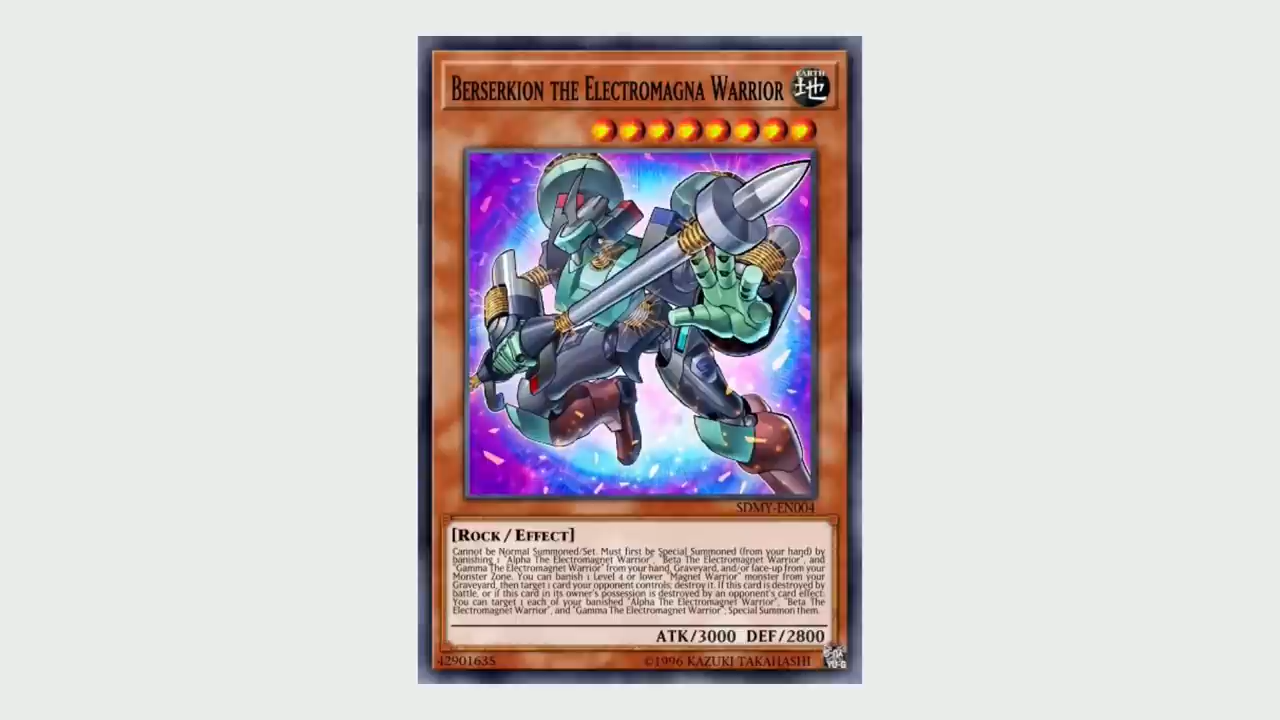 BERSERKION THE ELECTROMAGNA WARRIOR
EARTH
地
SDMY-EN004
[ROCK / EFFECT]
Cannot be Normal Summoned/Set. Must first be Special Summoned (from your hand) by
banishing 1 "Alpha The Electromagnet Warrior", "Beta The Electromagnet Warrior", and
"Gamma The Electromagnet Warrior" from your hand, Graveyard, and/or face-up from your
Monster Zone. You can banish 1 Level 4 or lower "Magnet Warrior" monster from your
Graveyard, then target 1 card your opponent controls; destroy it. If this card is destroyed by
battle, or if this card in its owner's possession is destroyed by an opponent's card effect:
You can target 1 each of your banished "Alpha The Electromagnet Warrior", "Beta The
Electromagnet Warrior", and "Gamma The Electromagnet Warrior"; Special Summon them.
ATK/3000 DEF/2800
42901635
©1996 KAZUKI TAKAHASHI